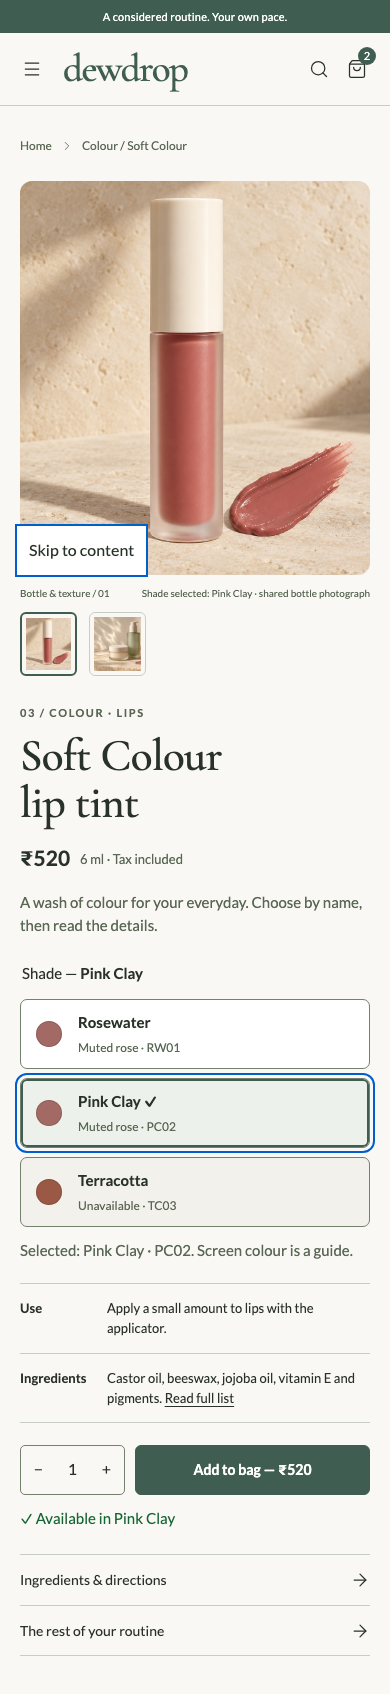 A considered routine. Your own pace.
dewdrop
2
Home
Colour / Soft Colour
Skip to content
Bottle & texture / 01
Shade selected: Pink Clay · shared bottle photograph
03 / COLOUR · LIPS
Soft Colour
lip tint
₹520 6 ml · Tax included
A wash of colour for your everyday. Choose by name,
then read the details.
Shade — Pink Clay
Rosewater
Muted rose · RW01
Pink Clay ✓
Muted rose · PC02
Terracotta
Unavailable · TC03
Selected: Pink Clay · PC02. Screen colour is a guide.
Use
Apply a small amount to lips with the
applicator.
Ingredients
Castor oil, beeswax, jojoba oil, vitamin E and
pigments. Read full list
− 1 +
Add to bag — ₹520
✓ Available in Pink Clay
Ingredients & directions
The rest of your routine